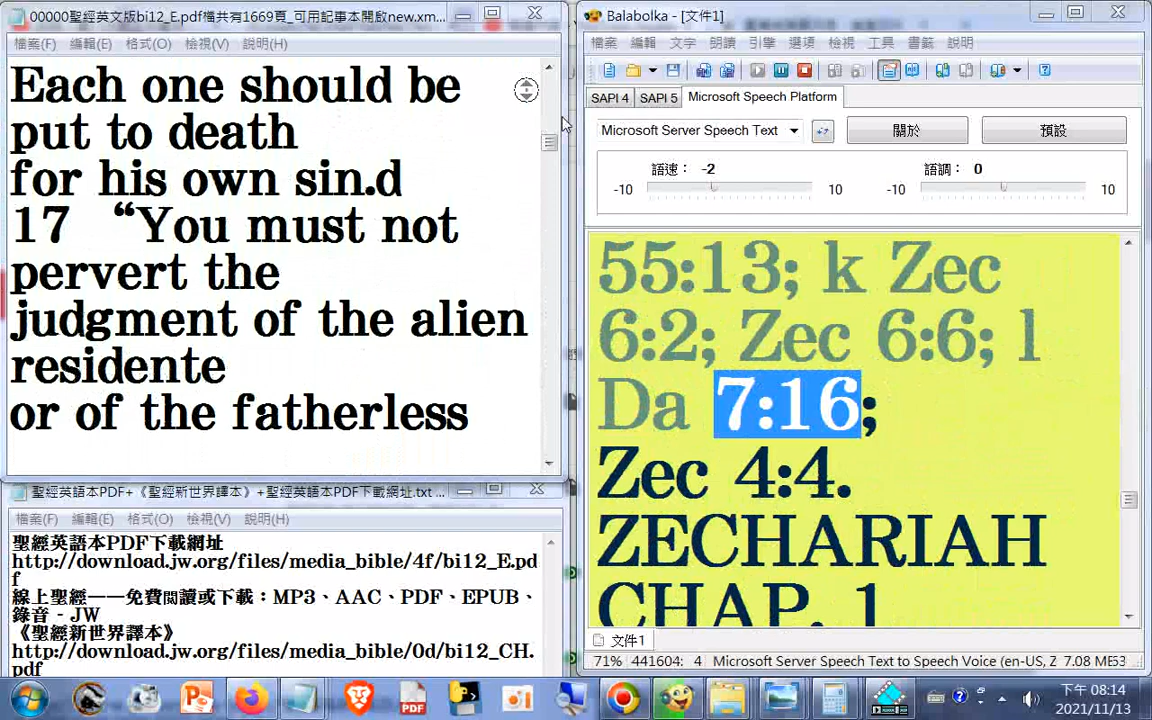 00000聖經英文版bi12_E.pdf檔共有1669頁_可用記事本開啟new.xm...
檔案(F) 編輯(E) 格式(O) 檢視(V) 說明(H)
Each one should be
put to death
for his own sin.d
17 “You must not
pervert the
judgment of the alien
residente
or of the fatherless
聖經英語本PDF+《聖經新世界譯本》+聖經英語本PDF下載網址.txt ...
檔案(F) 編輯(E) 格式(O) 檢視(V) 說明(H)
聖經英語本PDF下載網址
http://download.jw.org/files/media_bible/4f/bi12_E.pd
f
線上聖經——免費閱讀或下載：MP3、AAC、PDF、EPUB、
錄音 - JW
《聖經新世界譯本》
http://download.jw.org/files/media_bible/0d/bi12_CH.
pdf
Balabolka - [文件1]
檔案 編輯 文字 朗讀 引擎 選項 檢視 工具 書籤 說明
SAPI 4 SAPI 5 Microsoft Speech Platform
Microsoft Server Speech Text 關於 預設
語速： -2 語調： 0
-10 10 -10 10
55:13; k Zec
6:2; Zec 6:6; l
Da 7:16;
Zec 4:4.
ZECHARIAH
CHAP. 1
文件1
71% 441604: 4 Microsoft Server Speech Text to Speech Voice (en-US, Z 7.08 ME53
下午 08:14
2021/11/13